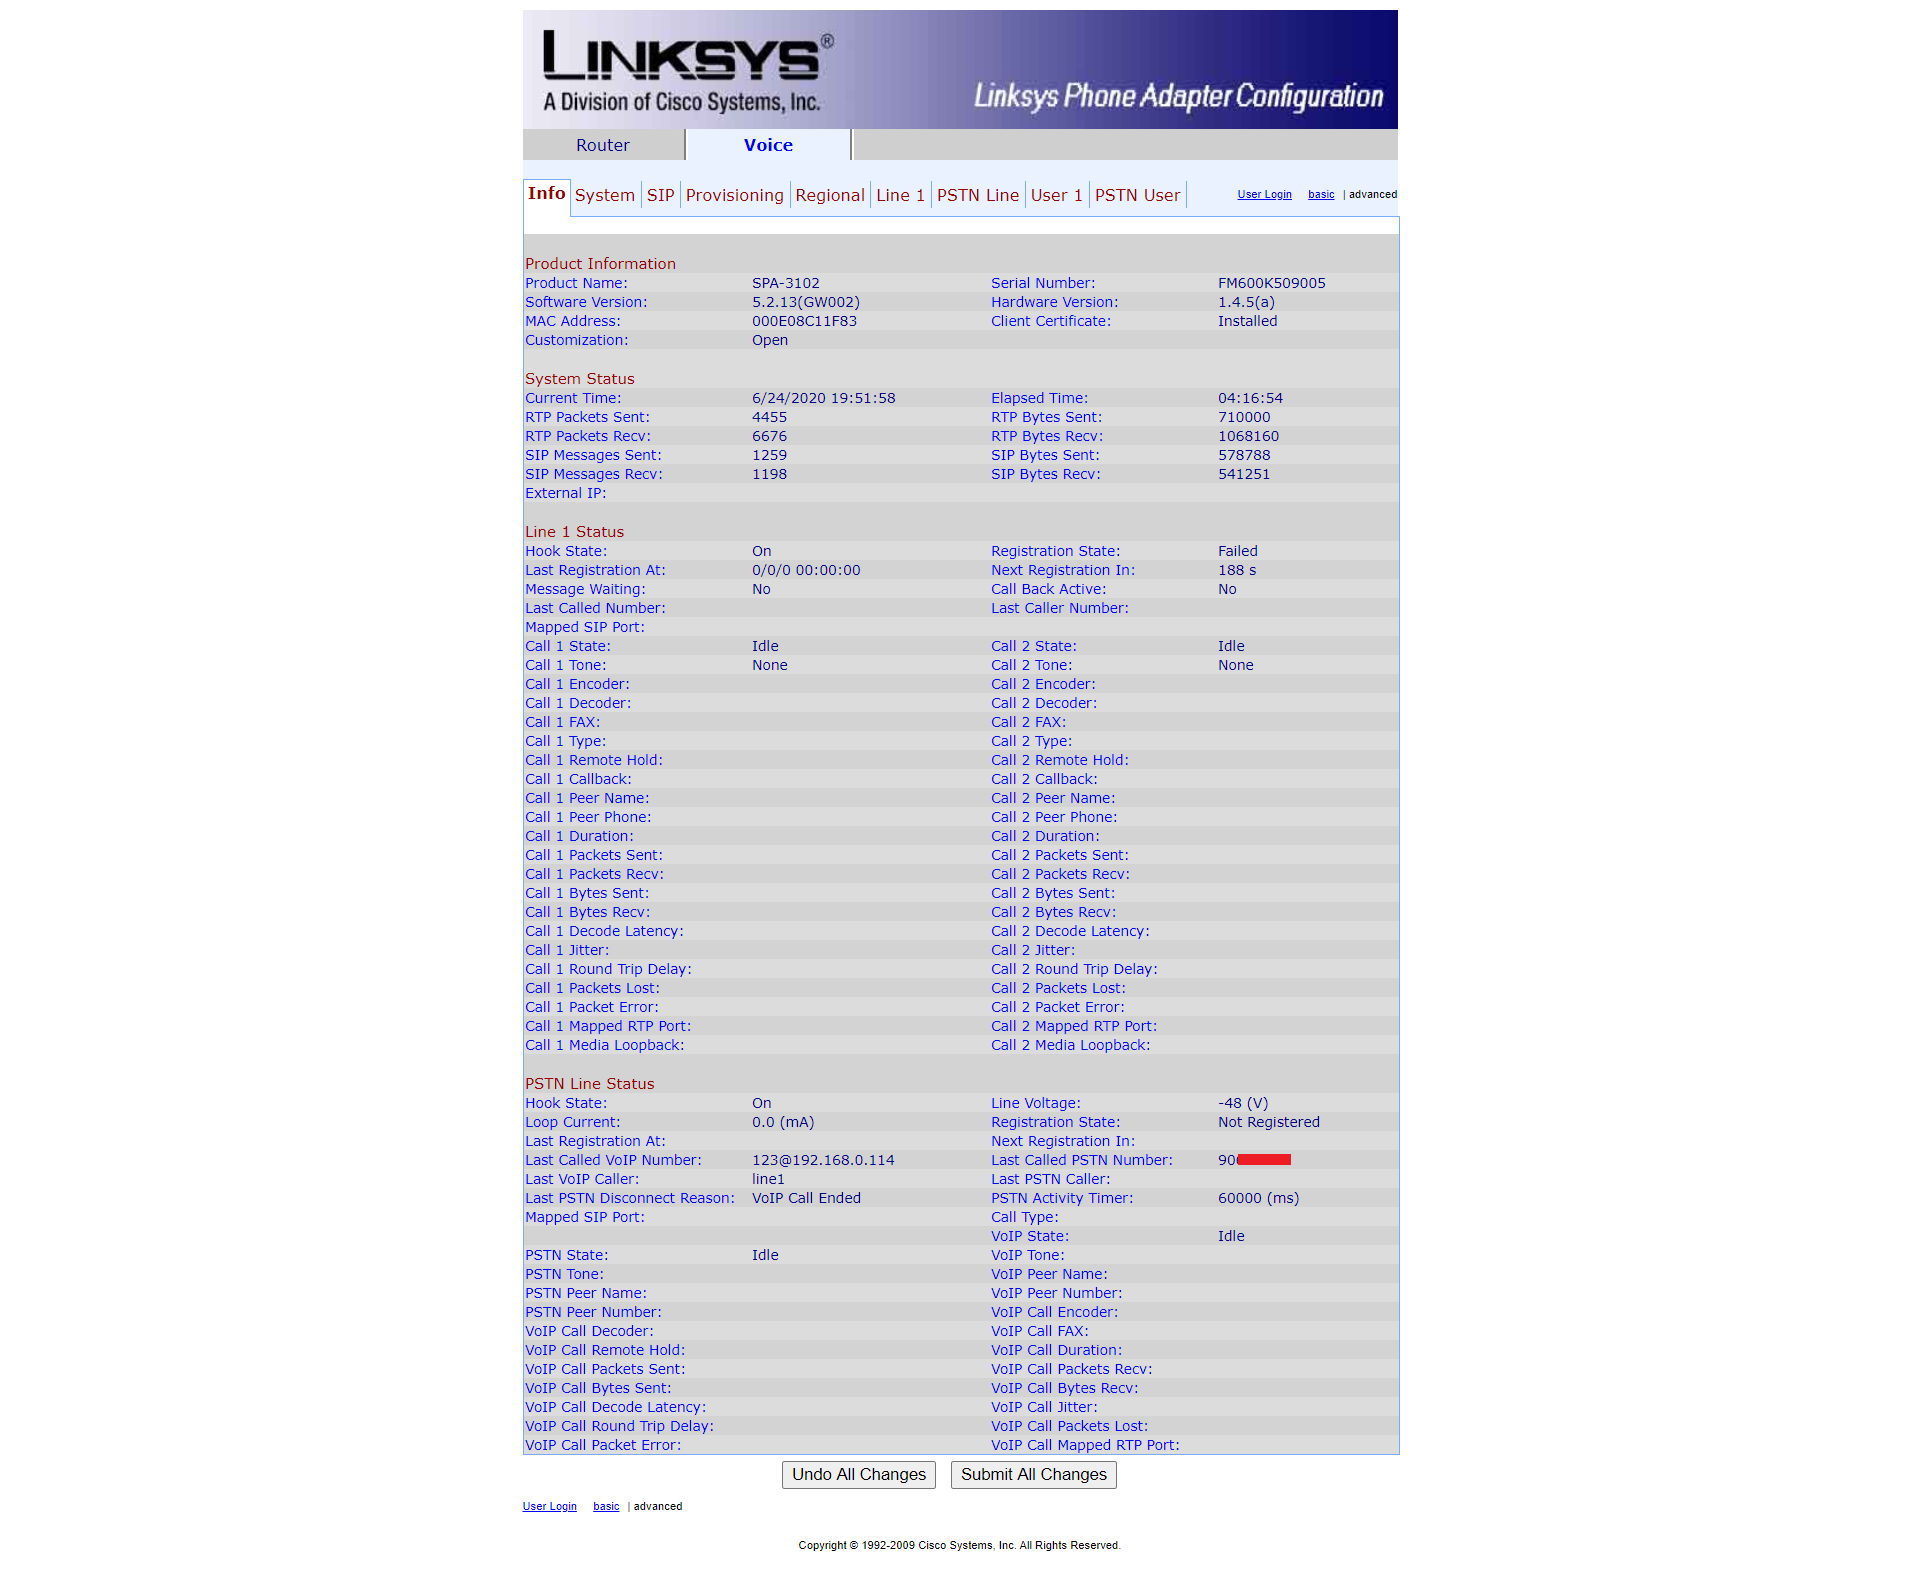 LINKSYS®
A Division of Cisco Systems, Inc.
Linksys Phone Adapter Configuration
Router Voice
Info System SIP Provisioning Regional Line 1 PSTN Line User 1 PSTN User User Login basic | advanced
Product Information
Product Name: SPA-3102 Serial Number: FM600K509005
Software Version: 5.2.13(GW002) Hardware Version: 1.4.5(a)
MAC Address: 000E08C11F83 Client Certificate: Installed
Customization: Open
System Status
Current Time: 6/24/2020 19:51:58 Elapsed Time: 04:16:54
RTP Packets Sent: 4455 RTP Bytes Sent: 710000
RTP Packets Recv: 6676 RTP Bytes Recv: 1068160
SIP Messages Sent: 1259 SIP Bytes Sent: 578788
SIP Messages Recv: 1198 SIP Bytes Recv: 541251
External IP:
Line 1 Status
Hook State: On Registration State: Failed
Last Registration At: 0/0/0 00:00:00 Next Registration In: 188 s
Message Waiting: No Call Back Active: No
Last Called Number: Last Caller Number:
Mapped SIP Port:
Call 1 State: Idle Call 2 State: Idle
Call 1 Tone: None Call 2 Tone: None
Call 1 Encoder: Call 2 Encoder:
Call 1 Decoder: Call 2 Decoder:
Call 1 FAX: Call 2 FAX:
Call 1 Type: Call 2 Type:
Call 1 Remote Hold: Call 2 Remote Hold:
Call 1 Callback: Call 2 Callback:
Call 1 Peer Name: Call 2 Peer Name:
Call 1 Peer Phone: Call 2 Peer Phone:
Call 1 Duration: Call 2 Duration:
Call 1 Packets Sent: Call 2 Packets Sent:
Call 1 Packets Recv: Call 2 Packets Recv:
Call 1 Bytes Sent: Call 2 Bytes Sent:
Call 1 Bytes Recv: Call 2 Bytes Recv:
Call 1 Decode Latency: Call 2 Decode Latency:
Call 1 Jitter: Call 2 Jitter:
Call 1 Round Trip Delay: Call 2 Round Trip Delay:
Call 1 Packets Lost: Call 2 Packets Lost:
Call 1 Packet Error: Call 2 Packet Error:
Call 1 Mapped RTP Port: Call 2 Mapped RTP Port:
Call 1 Media Loopback: Call 2 Media Loopback:
PSTN Line Status
Hook State: On Line Voltage: -48 (V)
Loop Current: 0.0 (mA) Registration State: Not Registered
Last Registration At: Next Registration In:
Last Called VoIP Number: 123@192.168.0.114 Last Called PSTN Number: 90
Last VoIP Caller: line1 Last PSTN Caller:
Last PSTN Disconnect Reason: VoIP Call Ended PSTN Activity Timer: 60000 (ms)
Mapped SIP Port: Call Type:
VoIP State: Idle
PSTN State: Idle VoIP Tone:
PSTN Tone: VoIP Peer Name:
PSTN Peer Name: VoIP Peer Number:
PSTN Peer Number: VoIP Call Encoder:
VoIP Call Decoder: VoIP Call FAX:
VoIP Call Remote Hold: VoIP Call Duration:
VoIP Call Packets Sent: VoIP Call Packets Recv:
VoIP Call Bytes Sent: VoIP Call Bytes Recv:
VoIP Call Decode Latency: VoIP Call Jitter:
VoIP Call Round Trip Delay: VoIP Call Packets Lost:
VoIP Call Packet Error: VoIP Call Mapped RTP Port:
Undo All Changes Submit All Changes
User Login basic | advanced
Copyright © 1992-2009 Cisco Systems, Inc. All Rights Reserved.